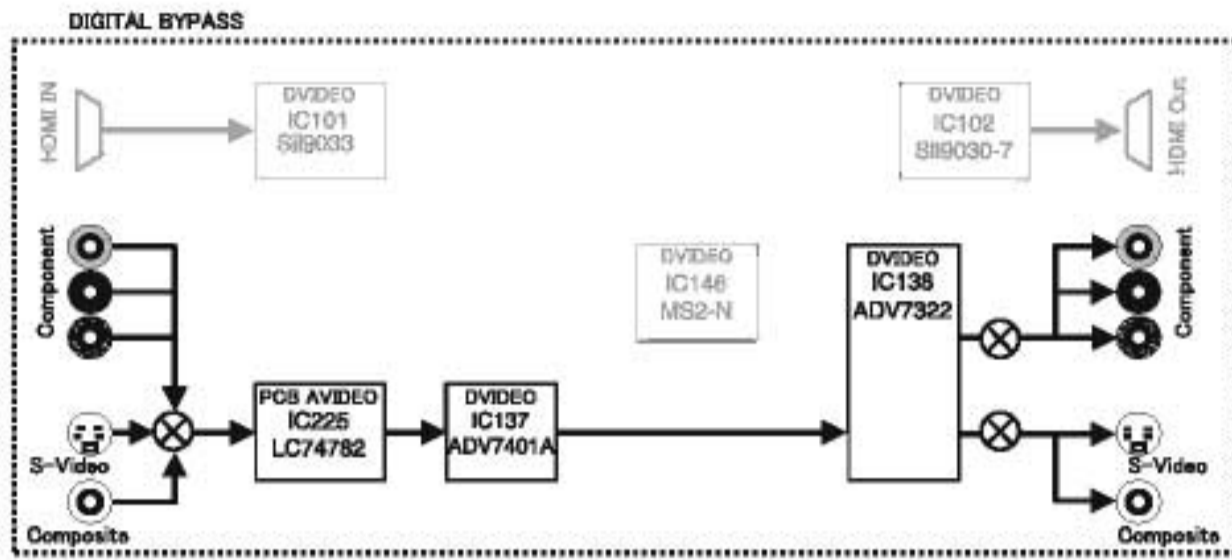 DIGITAL BYPASS
HDMI IN
DVIDEO
IC101
SiI9033
DVIDEO
IC102
SiI9030-7
HDMI Out
Component
DVIDEO
IC146
MS2-N
DVIDEO
IC138
ADV7322
Component
S-Video
Composite
PCB AVIDEO
IC225
LC74782
DVIDEO
IC137
ADV7401A
S-Video
Composite